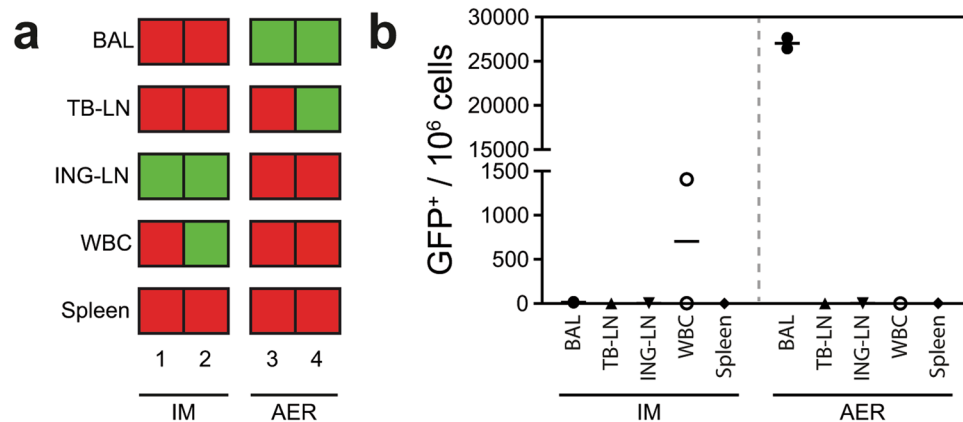 a
BAL
TB-LN
ING-LN
WBC
Spleen
1 2 3 4
IM AER
b
GFP⁺ / 10⁶ cells
30000
25000
20000
15000
1500
1000
500
0
BAL TB-LN ING-LN WBC Spleen BAL TB-LN ING-LN WBC Spleen
IM AER